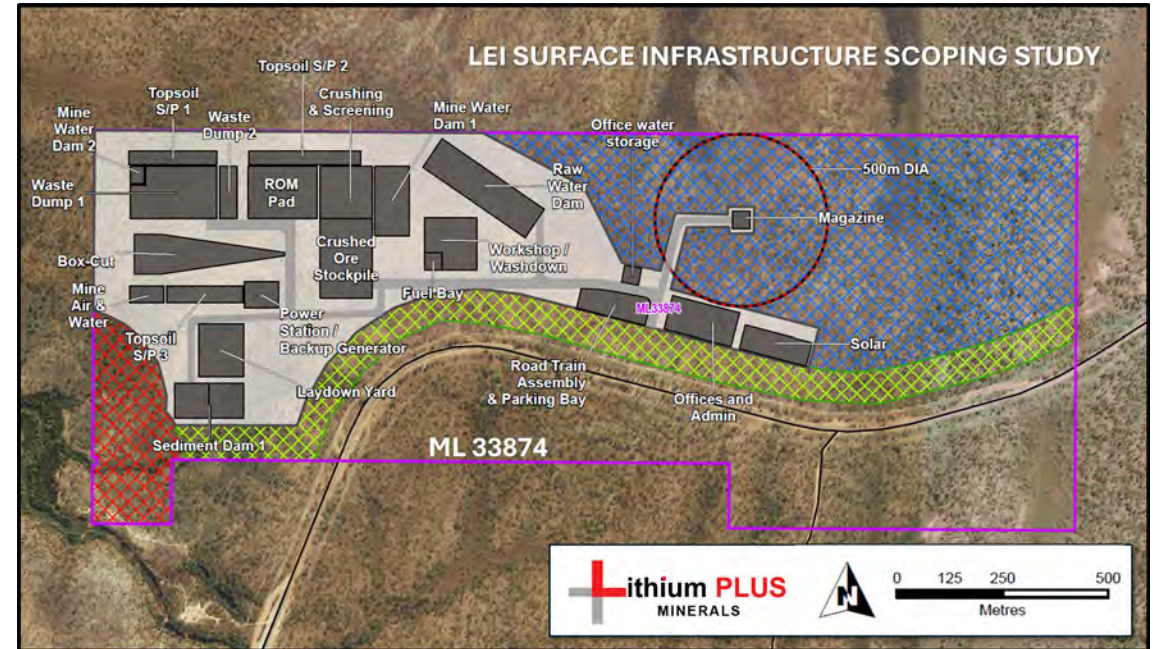 LEI SURFACE INFRASTRUCTURE SCOPING STUDY
Topsoil S/P 2
Topsoil
S/P 1
Crushing
& Screening
Mine Water
Dam 1
Mine
Water
Dam 2
Waste
Dump 2
Office water
storage
500m DIA
Raw
Water
Dam
Waste
Dump 1
ROM
Pad
Magazine
Crushed
Ore
Stockpile
Workshop /
Washdown
Box-Cut
Fuel Bay
Mine
Air &
Water
ML33874
Power
Station /
Backup Generator
Topsoil
S/P 3
Solar
Road Train
Assembly
& Parking Bay
Laydown Yard
Offices and
Admin
Sediment Dam 1
ML 33874
Lithium PLUS
MINERALS
N
0 125 250 500
Metres